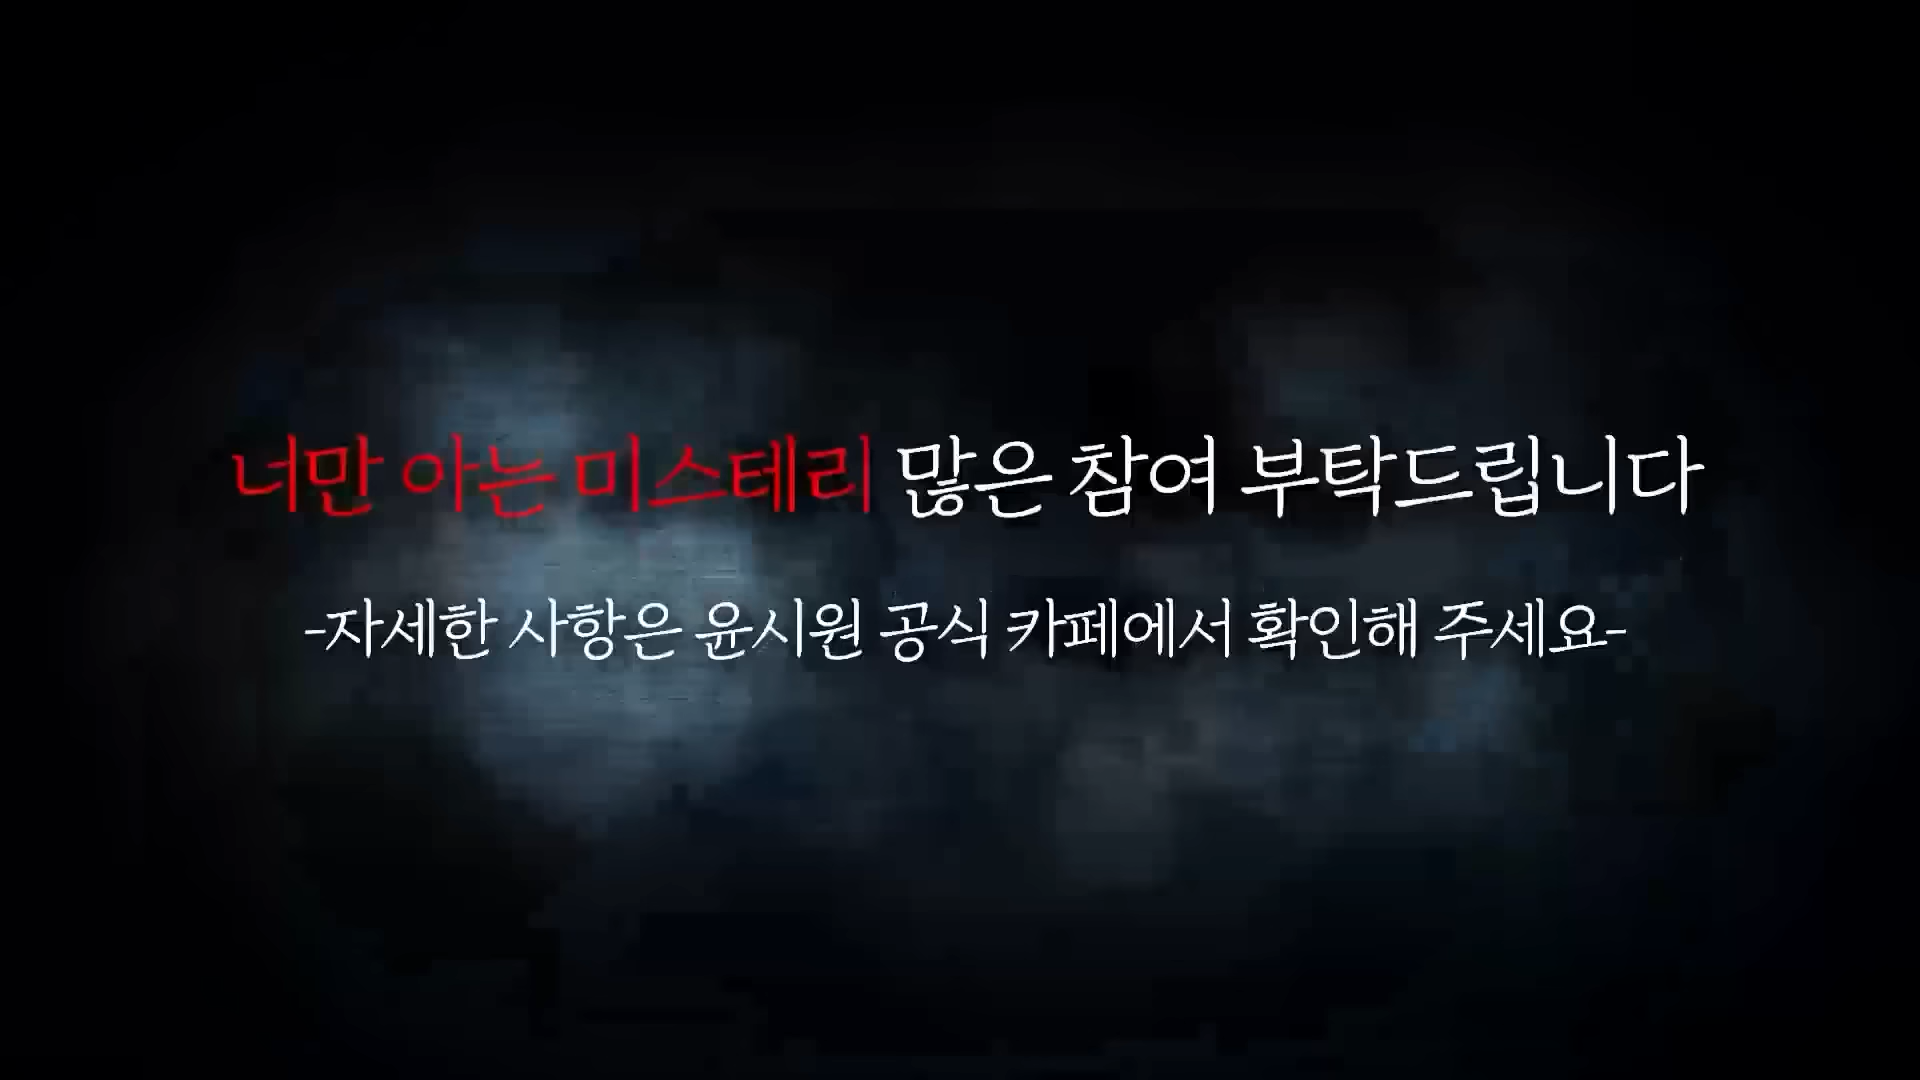 너만 아는 미스테리 많은 참여 부탁드립니다
-자세한 사항은 윤시원 공식 카페에서 확인해 주세요-